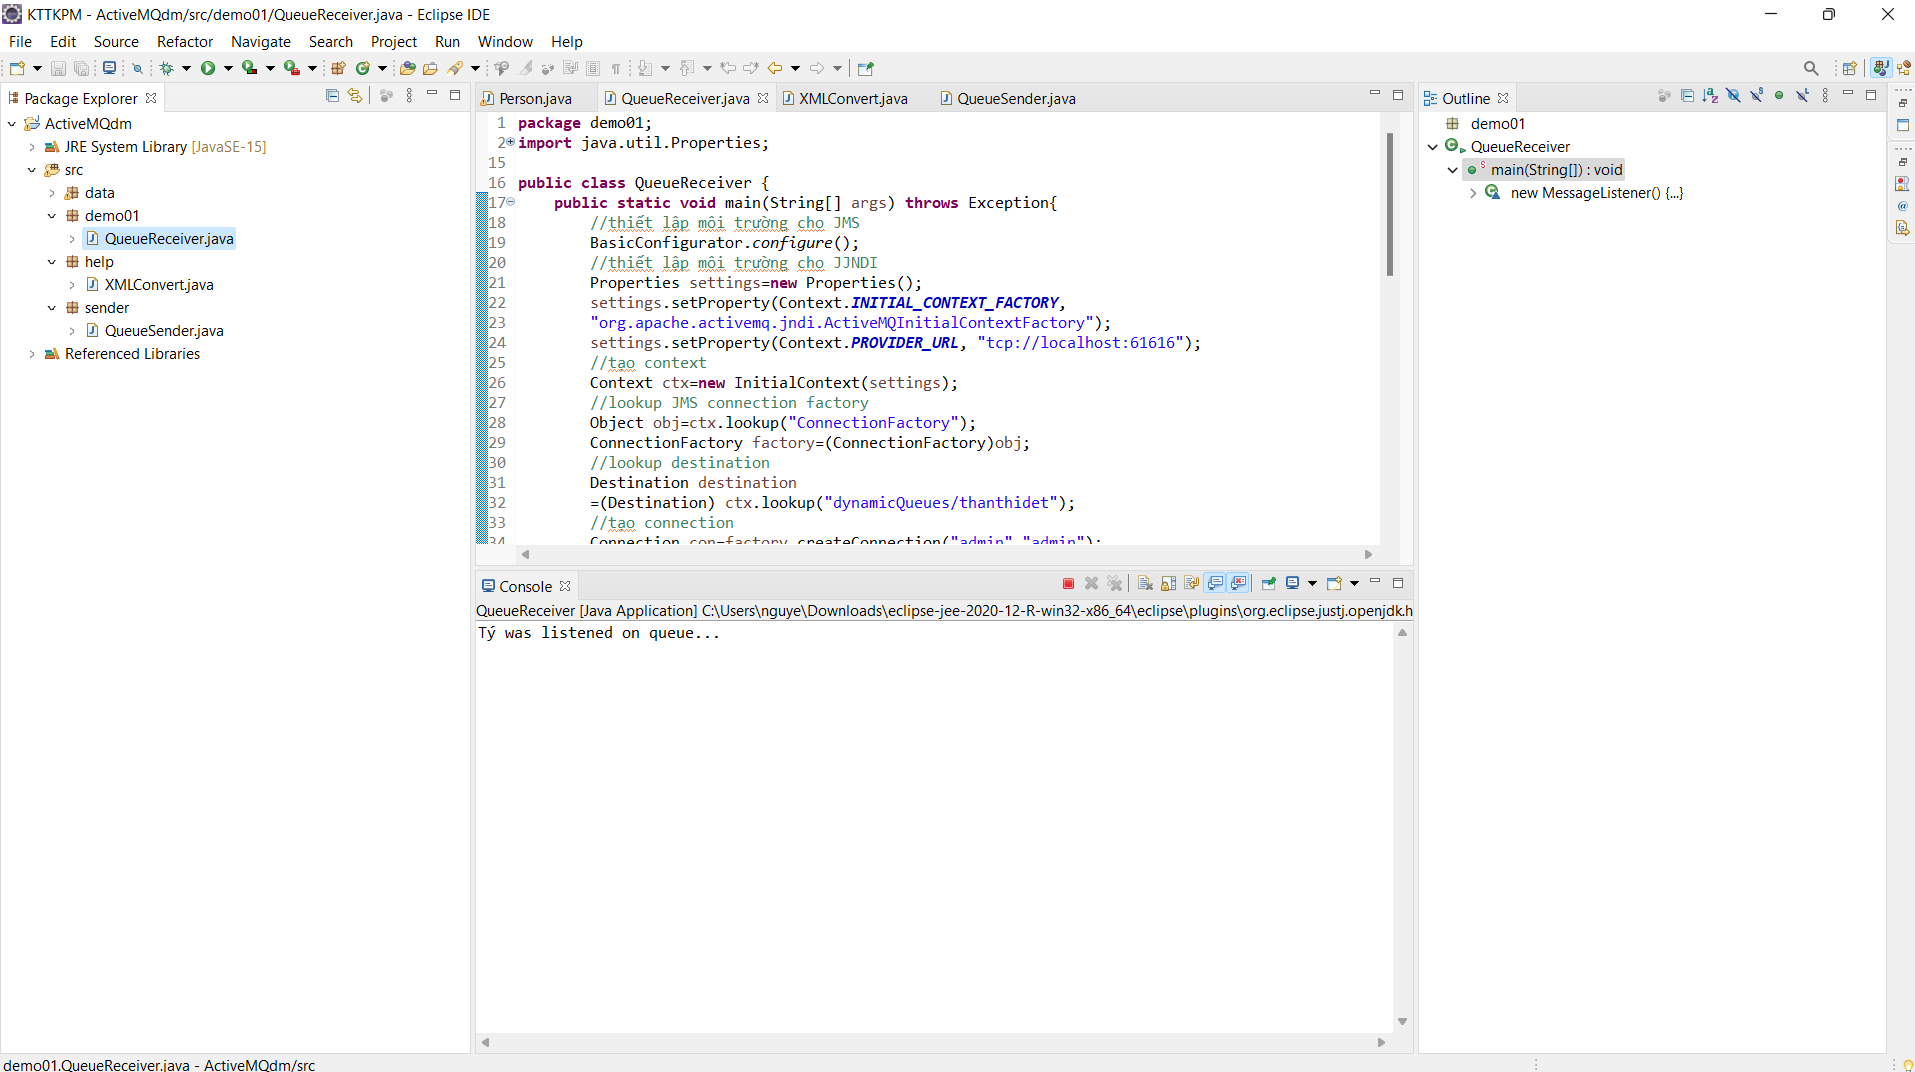 KTTKPM - ActiveMQdm/src/demo01/QueueReceiver.java - Eclipse IDE
File Edit Source Refactor Navigate Search Project Run Window Help
Package Explorer
ActiveMQdm
JRE System Library [JavaSE-15]
src
data
demo01
QueueReceiver.java
help
XMLConvert.java
sender
QueueSender.java
Referenced Libraries
Person.java QueueReceiver.java XMLConvert.java QueueSender.java
1 package demo01;
2 import java.util.Properties;
15
16 public class QueueReceiver {
17 public static void main(String[] args) throws Exception{
18 //thiết lập môi trường cho JMS
19 BasicConfigurator.configure();
20 //thiết lập môi trường cho JJNDI
21 Properties settings=new Properties();
22 settings.setProperty(Context.INITIAL_CONTEXT_FACTORY,
23 "org.apache.activemq.jndi.ActiveMQInitialContextFactory");
24 settings.setProperty(Context.PROVIDER_URL, "tcp://localhost:61616");
25 //tạo context
26 Context ctx=new InitialContext(settings);
27 //lookup JMS connection factory
28 Object obj=ctx.lookup("ConnectionFactory");
29 ConnectionFactory factory=(ConnectionFactory)obj;
30 //lookup destination
31 Destination destination
32 =(Destination) ctx.lookup("dynamicQueues/thanthidet");
33 //tạo connection
34 Connection con=factory.createConnection("admin","admin");
Console
QueueReceiver [Java Application] C:\Users\nguye\Downloads\eclipse-jee-2020-12-R-win32-x86_64\eclipse\plugins\org.eclipse.justj.openjdk.h
Tý was listened on queue...
Outline
demo01
QueueReceiver
main(String[]) : void
new MessageListener() {...}
demo01.QueueReceiver.java - ActiveMQdm/src